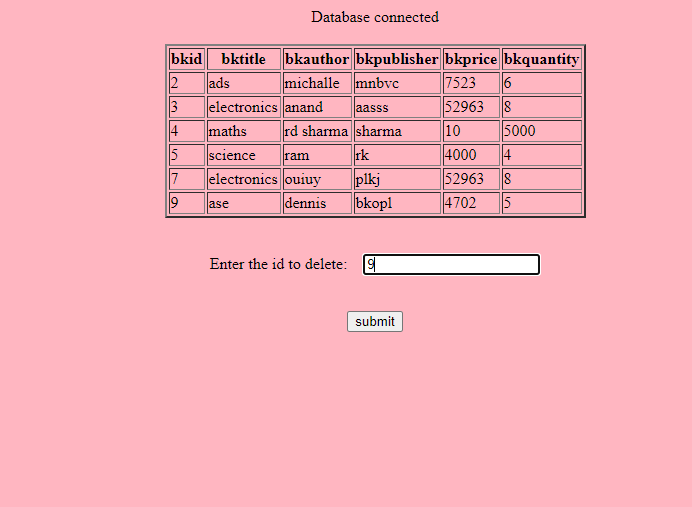 Database connected
bkid bktitle bkauthor bkpublisher bkprice bkquantity
2 ads michalle mnbvc 7523 6
3 electronics anand aasss 52963 8
4 maths rd sharma sharma 10 5000
5 science ram rk 4000 4
7 electronics ouiuy plkj 52963 8
9 ase dennis bkopl 4702 5
Enter the id to delete: 9
submit